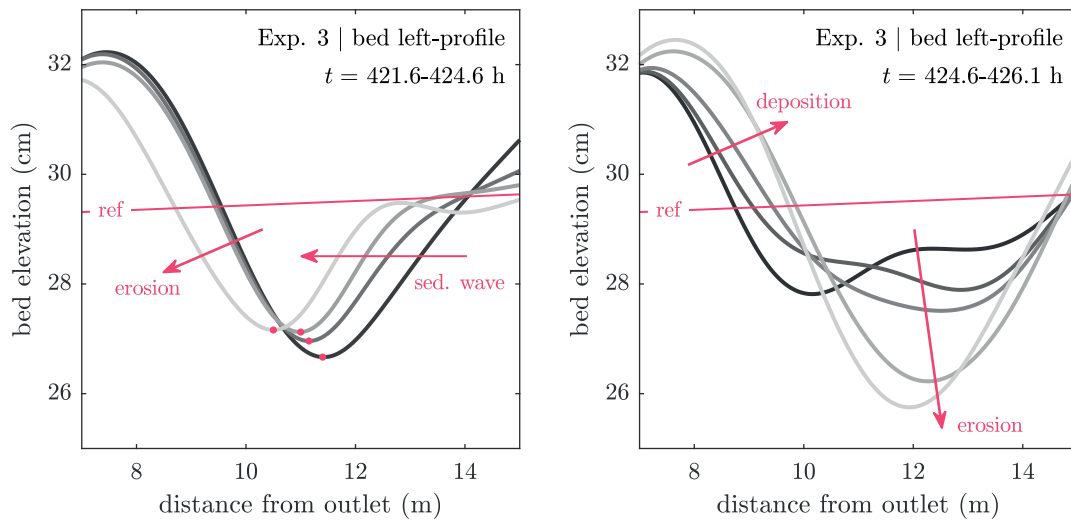 Exp. 3 | bed left-profile
t = 421.6-424.6 h
32
30
28
26
8
10
12
14
bed elevation (cm)
distance from outlet (m)
ref
erosion
sed. wave
Exp. 3 | bed left-profile
t = 424.6-426.1 h
deposition
32
30
28
26
8
10
12
14
bed elevation (cm)
distance from outlet (m)
ref
erosion